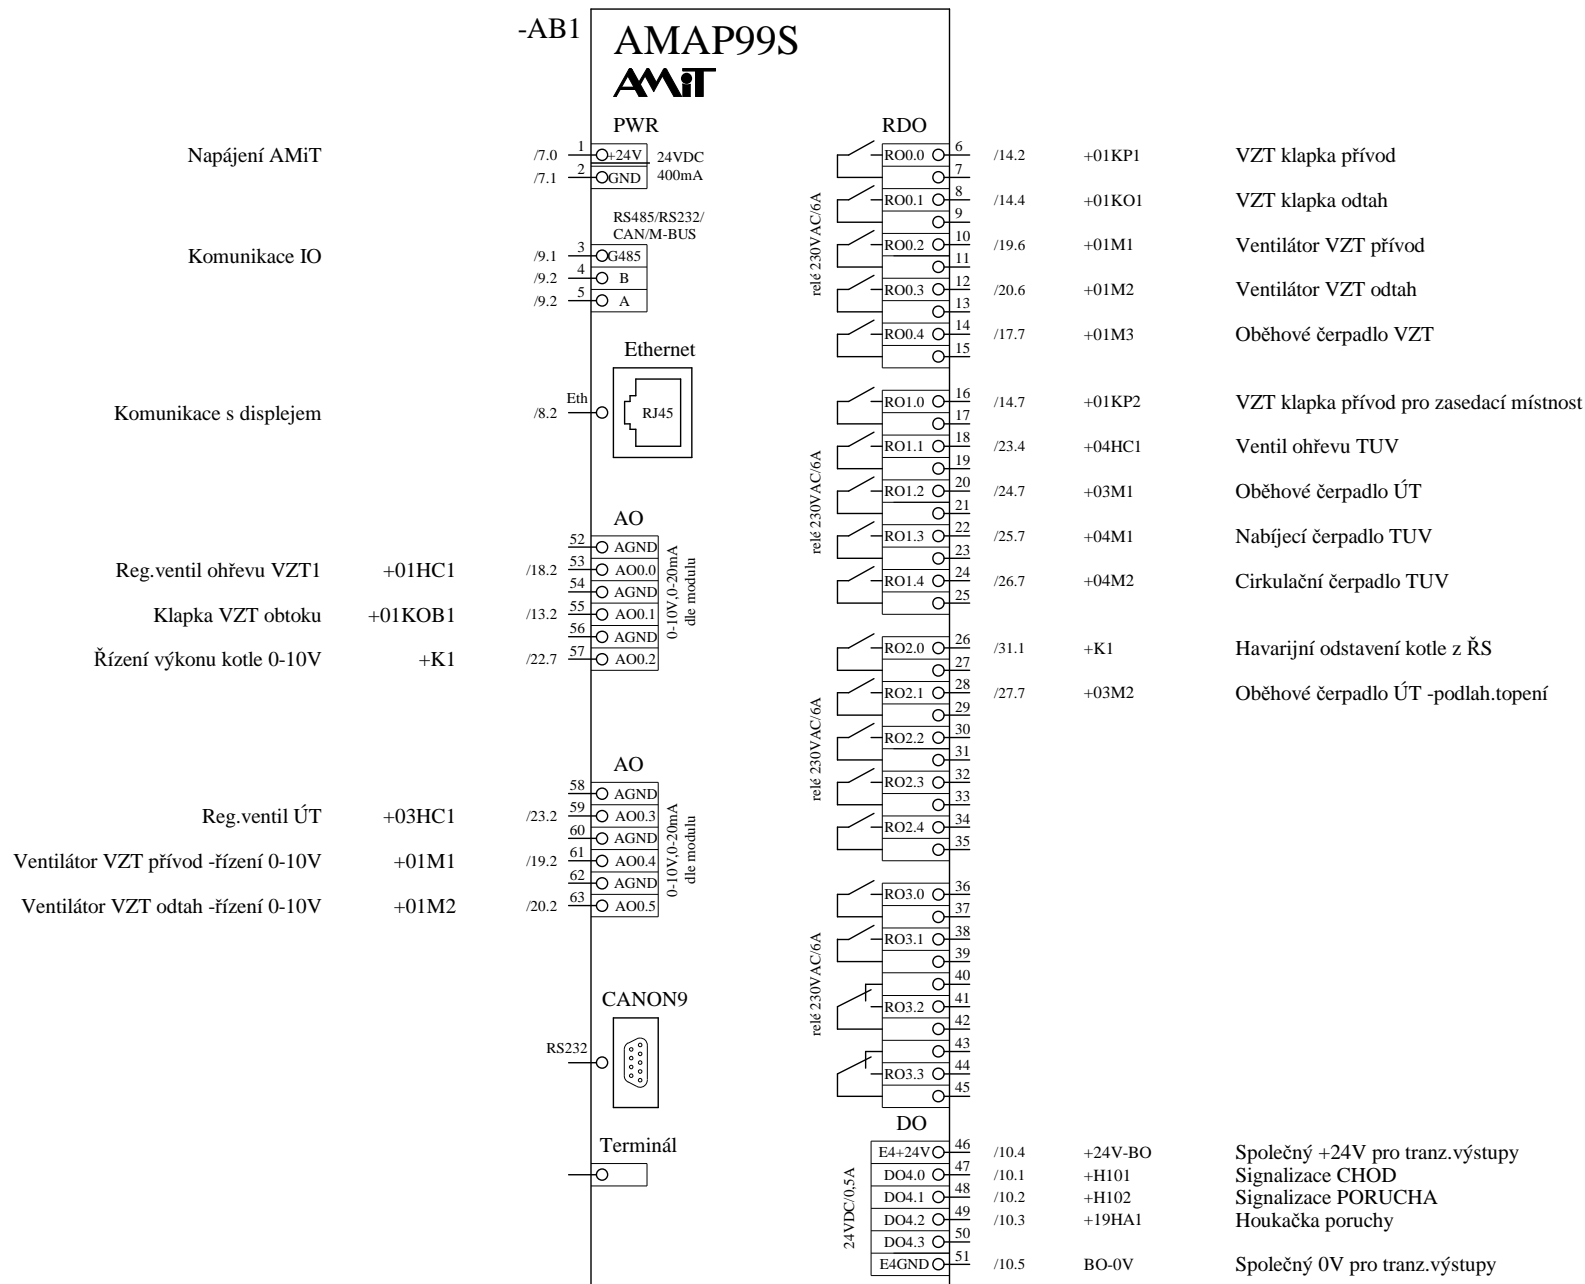 -AB1
AMAP99S
AMiT
PWR
Napájení AMiT
/7.0 1 +24V 24VDC
/7.1 2 GND 400mA
RS485/RS232/
CAN/M-BUS
Komunikace IO /9.1 3 G485
/9.2 4 B
/9.2 5 A
Ethernet
Komunikace s displejem /8.2 Eth RJ45
AO
52 AGND
Reg.ventil ohřevu VZT1 +01HC1 /18.2 53 AO0.0
54 AGND
Klapka VZT obtoku +01KOB1 /13.2 55 AO0.1
56 AGND
Řízení výkonu kotle 0-10V +K1 /22.7 57 AO0.2
0-10V,0-20mA
dle modulu
AO
58 AGND
Reg.ventil ÚT +03HC1 /23.2 59 AO0.3
60 AGND
Ventilátor VZT přívod -řízení 0-10V +01M1 /19.2 61 AO0.4
62 AGND
Ventilátor VZT odtah -řízení 0-10V +01M2 /20.2 63 AO0.5
0-10V,0-20mA
dle modulu
CANON9
RS232
Terminál
RDO
relé 230VAC/6A
RO0.0 6 /14.2 +01KP1 VZT klapka přívod
7
RO0.1 8 /14.4 +01KO1 VZT klapka odtah
9
RO0.2 10 /19.6 +01M1 Ventilátor VZT přívod
11
RO0.3 12 /20.6 +01M2 Ventilátor VZT odtah
13
RO0.4 14 /17.7 +01M3 Oběhové čerpadlo VZT
15
relé 230VAC/6A
RO1.0 16 /14.7 +01KP2 VZT klapka přívod pro zasedací místnost
17
RO1.1 18 /23.4 +04HC1 Ventil ohřevu TUV
19
RO1.2 20 /24.7 +03M1 Oběhové čerpadlo ÚT
21
RO1.3 22 /25.7 +04M1 Nabíjecí čerpadlo TUV
23
RO1.4 24 /26.7 +04M2 Cirkulační čerpadlo TUV
25
relé 230VAC/6A
RO2.0 26 /31.1 +K1 Havarijní odstavení kotle z ŘS
27
RO2.1 28 /27.7 +03M2 Oběhové čerpadlo ÚT -podlah.topení
29
RO2.2 30
31
RO2.3 32
33
RO2.4 34
35
relé 230VAC/6A
RO3.0 36
37
RO3.1 38
39
40
RO3.2 41
42
43
RO3.3 44
45
DO
24VDC/0,5A
E4+24V 46 /10.4 +24V-BO Společný +24V pro tranz.výstupy
DO4.0 47 /10.1 +H101 Signalizace CHOD
DO4.1 48 /10.2 +H102 Signalizace PORUCHA
DO4.2 49 /10.3 +19HA1 Houkačka poruchy
DO4.3 50
E4GND 51 /10.5 BO-0V Společný 0V pro tranz.výstupy